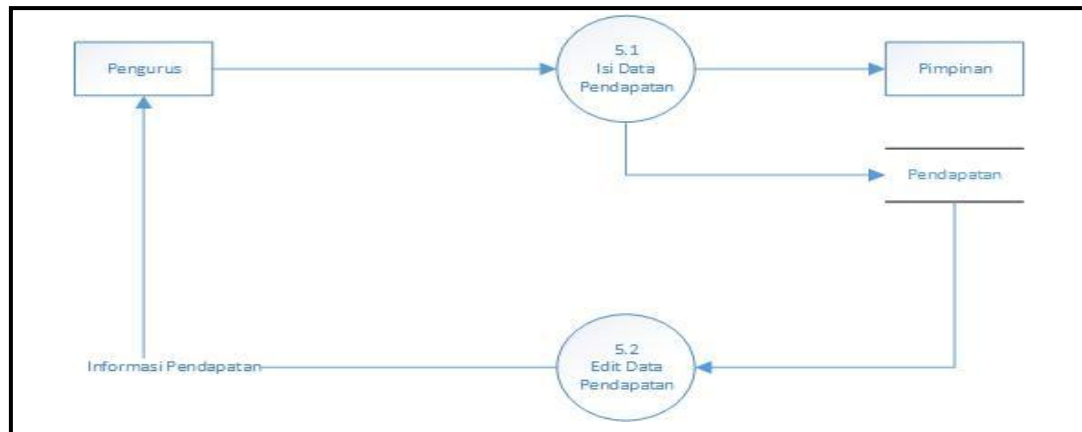 Pengurus
5.1
Isi Data
Pendapatan
Pimpinan
Pendapatan
Informasi Pendapatan
5.2
Edit Data
Pendapatan